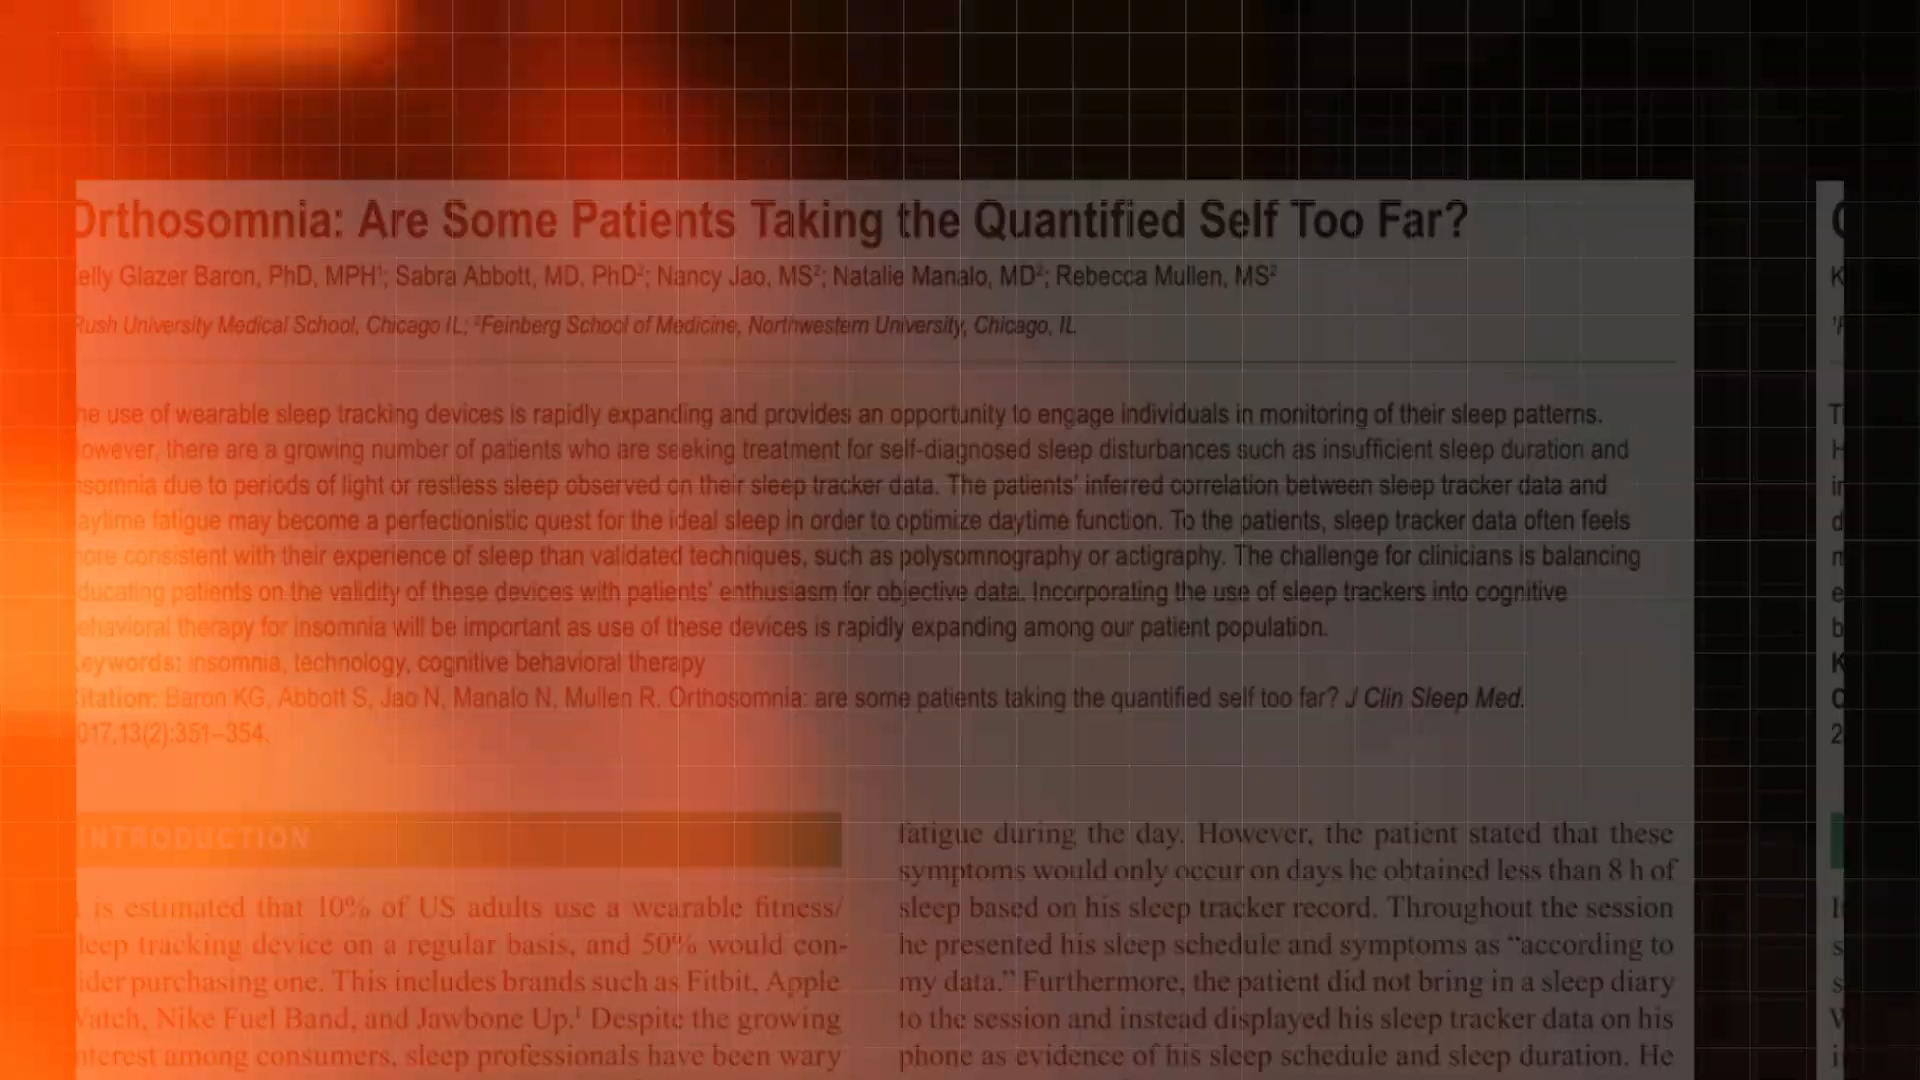 Orthosomnia: Are Some Patients Taking the Quantified Self Too Far?
elly Glazer Baron, PhD, MPH¹; Sabra Abbott, MD, PhD²; Nancy Jao, MS²; Natalie Manalo, MD²; Rebecca Mullen, MS²
Rush University Medical School, Chicago IL; ²Feinberg School of Medicine, Northwestern University, Chicago, IL
he use of wearable sleep tracking devices is rapidly expanding and provides an opportunity to engage individuals in monitoring of their sleep patterns.
owever, there are a growing number of patients who are seeking treatment for self-diagnosed sleep disturbances such as insufficient sleep duration and
nsomnia due to periods of light or restless sleep observed on their sleep tracker data. The patients' inferred correlation between sleep tracker data and
aytime fatigue may become a perfectionistic quest for the ideal sleep in order to optimize daytime function. To the patients, sleep tracker data often feels
ore consistent with their experience of sleep than validated techniques, such as polysomnography or actigraphy. The challenge for clinicians is balancing
ducating patients on the validity of these devices with patients' enthusiasm for objective data. Incorporating the use of sleep trackers into cognitive
ehavioral therapy for insomnia will be important as use of these devices is rapidly expanding among our patient population.
eywords: insomnia, technology, cognitive behavioral therapy
itation: Baron KG, Abbott S, Jao N, Manalo N, Mullen R. Orthosomnia: are some patients taking the quantified self too far? J Clin Sleep Med.
017;13(2):351–354.
INTRODUCTION
t is estimated that 10% of US adults use a wearable fitness/
leep tracking device on a regular basis, and 50% would con-
ider purchasing one. This includes brands such as Fitbit, Apple
Watch, Nike Fuel Band, and Jawbone Up.¹ Despite the growing
nterest among consumers, sleep professionals have been wary
fatigue during the day. However, the patient stated that these
symptoms would only occur on days he obtained less than 8 h of
sleep based on his sleep tracker record. Throughout the session
he presented his sleep schedule and symptoms as “according to
my data.” Furthermore, the patient did not bring in a sleep diary
to the session and instead displayed his sleep tracker data on his
phone as evidence of his sleep schedule and sleep duration. He